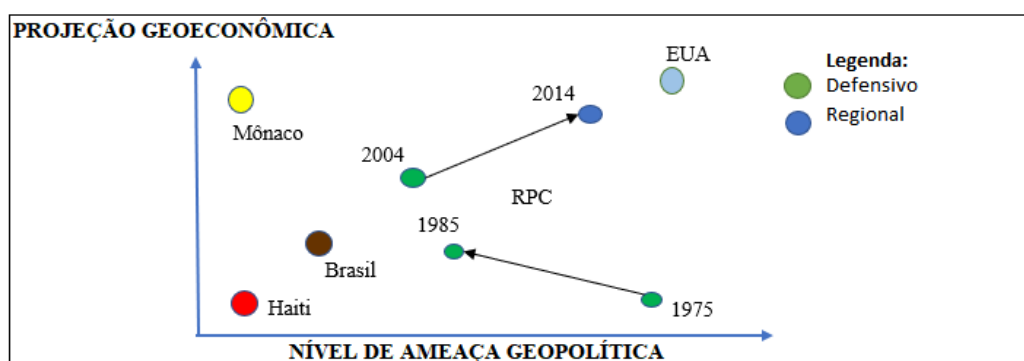 PROJEÇÃO GEOECONÔMICA
EUA
Legenda:
Defensivo
Regional
2014
Mônaco
2004
RPC
1985
Brasil
Haiti
1975
NÍVEL DE AMEAÇA GEOPOLÍTICA